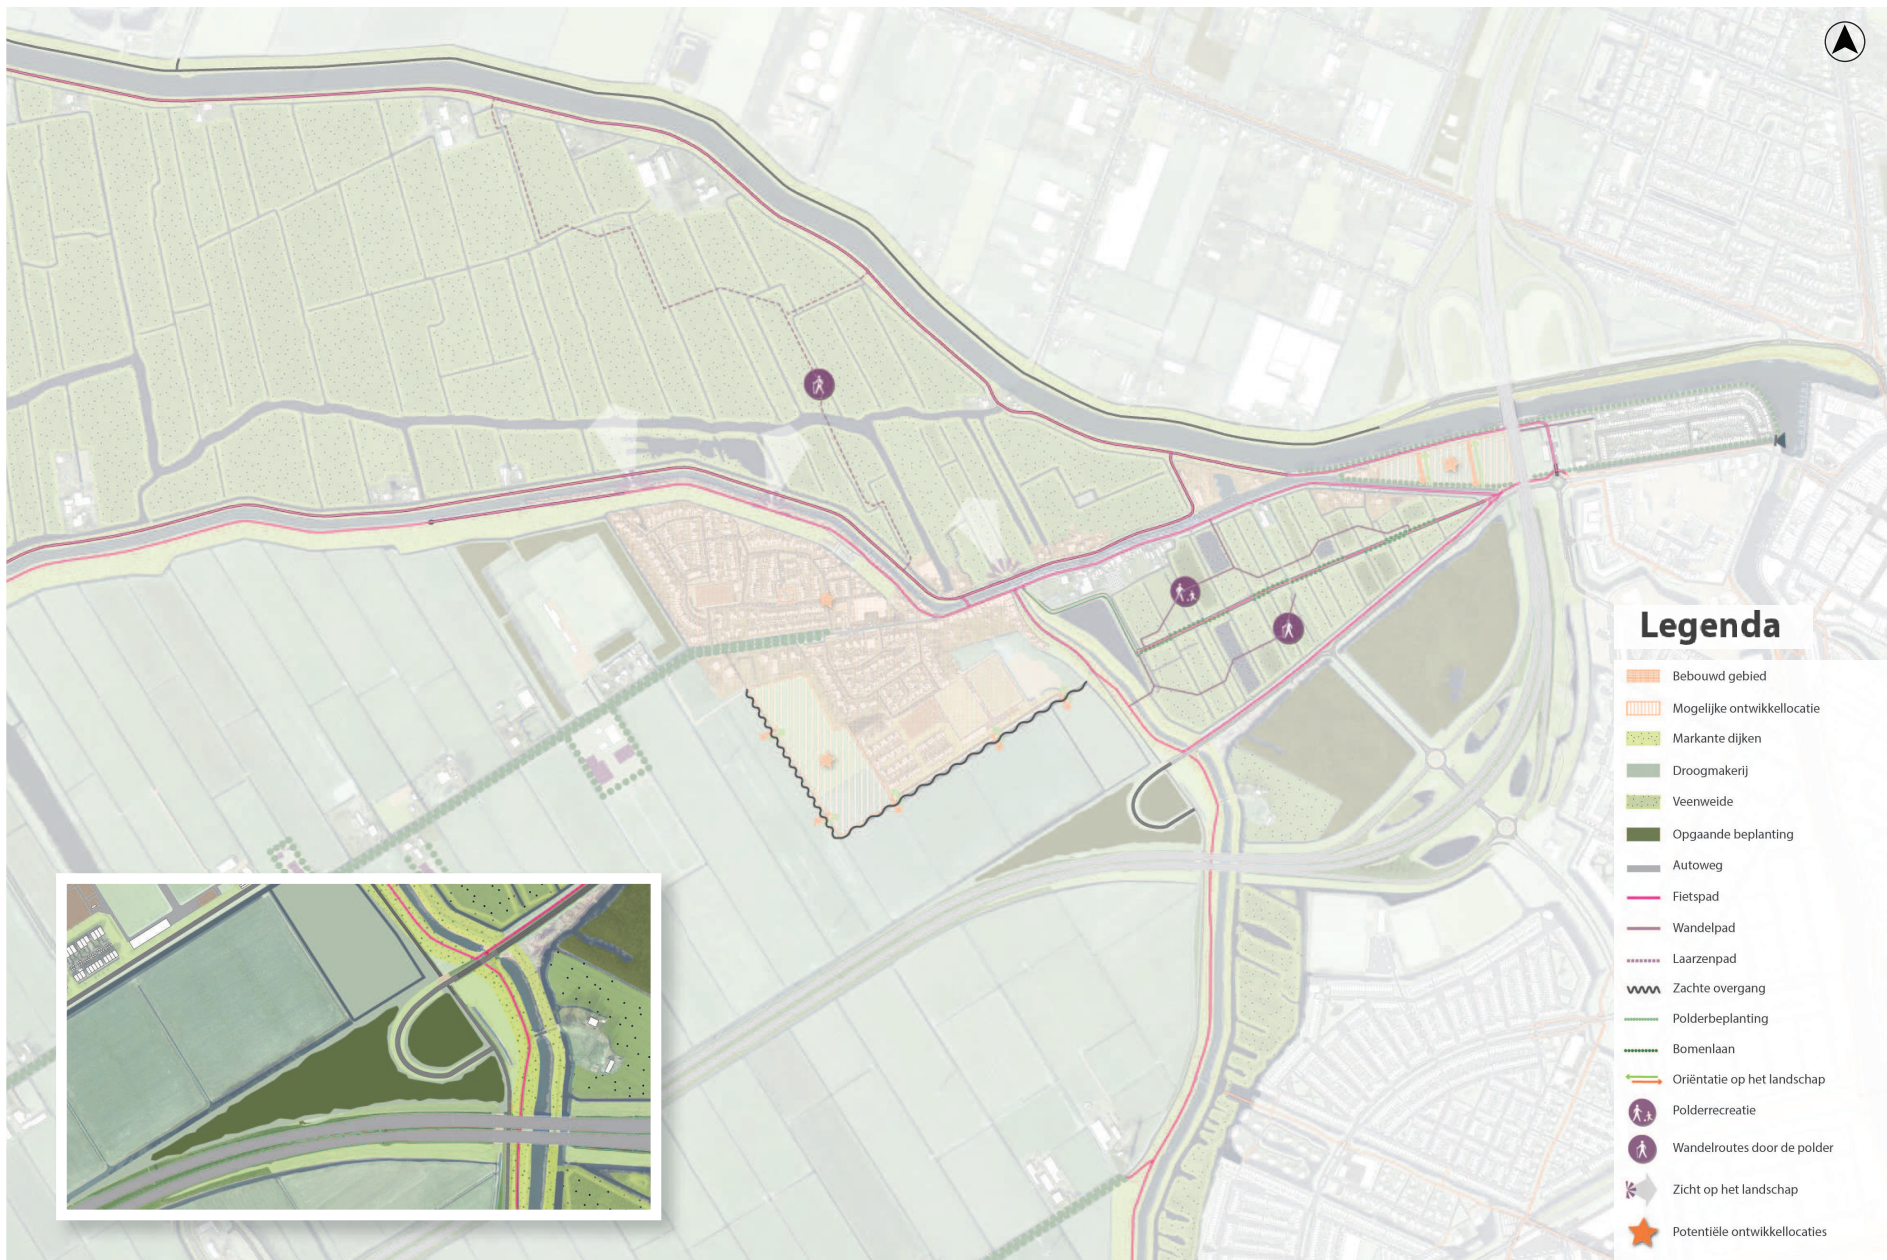 Legenda
Bebouwd gebied
Mogelijke ontwikkellocatie
Markante dijken
Droogmakerij
Veenweide
Opgaande beplanting
Autoweg
Fietspad
Wandelpad
Laarzenpad
Zachte overgang
Polderbeplanting
Bomenlaan
Oriëntatie op het landschap
Polderrecreatie
Wandelroutes door de polder
Zicht op het landschap
Potentiële ontwikkellocaties